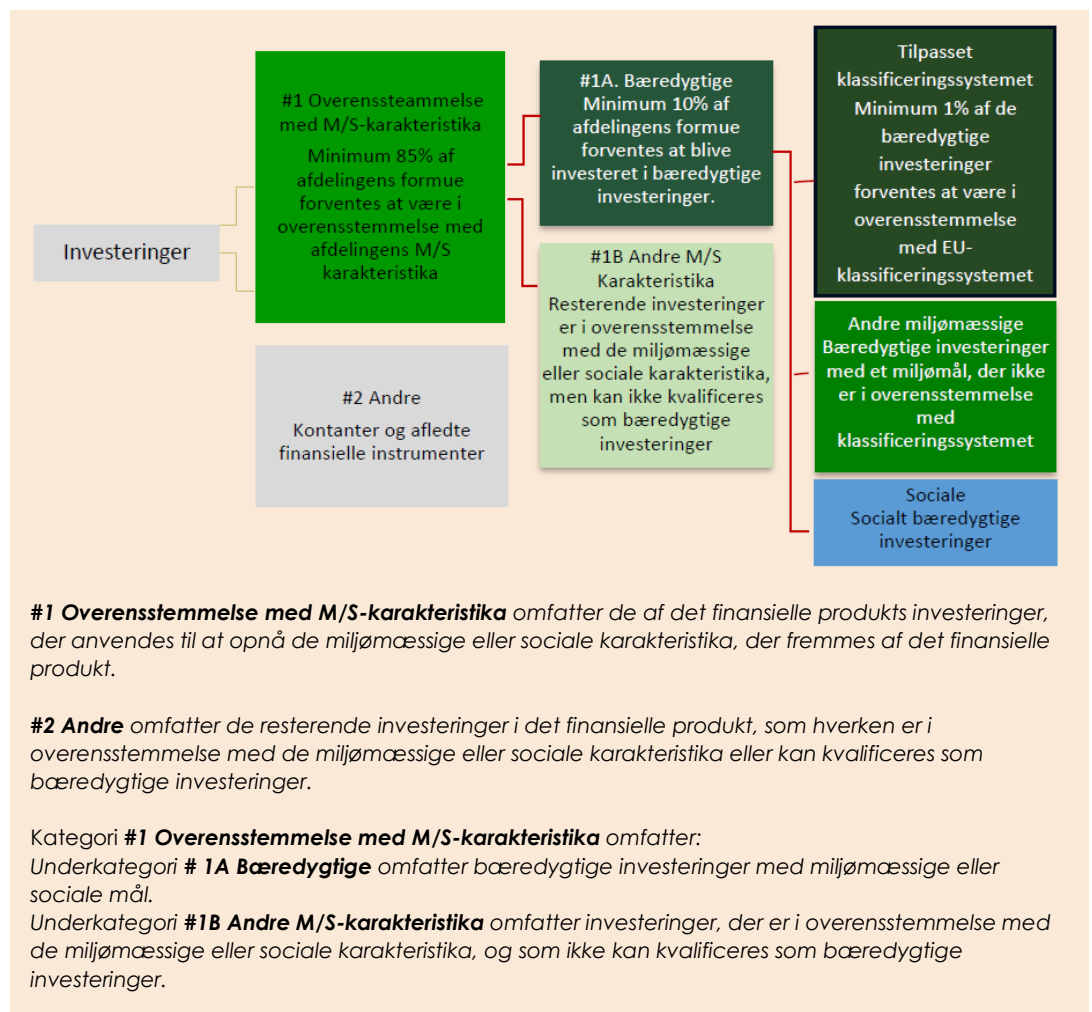 Investeringer
#1 Overenssteammelse
med M/S-karakteristika
Minimum 85% af
afdelingens formue
forventes at være i
overensstemmelse med
afdelingens M/S
karakteristika
#2 Andre
Kontanter og afledte
finansielle instrumenter
#1A. Bæredygtige
Minimum 10% af
afdelingens formue
forventes at blive
investeret i bæredygtige
investeringer.
#1B Andre M/S
Karakteristika
Resterende investeringer
er i overensstemmelse
med de miljømæssige
eller sociale karakteristika,
men kan ikke kvalificeres
som bæredygtige
investeringer
Tilpasset
klassificeringssystemet
Minimum 1% af de
bæredygtige
investeringer
forventes at være i
overensstemmelse
med EU-
klassificeringssystemet
Andre miljømæssige
Bæredygtige investeringer
med et miljømål, der ikke
er i overensstemmelse
med
klassificeringssystemet
Sociale
Socialt bæredygtige
investeringer
#1 Overensstemmelse med M/S-karakteristika omfatter de af det finansielle produkts investeringer,
der anvendes til at opnå de miljømæssige eller sociale karakteristika, der fremmes af det finansielle
produkt.
#2 Andre omfatter de resterende investeringer i det finansielle produkt, som hverken er i
overensstemmelse med de miljømæssige eller sociale karakteristika eller kan kvalificeres som
bæredygtige investeringer.
Kategori #1 Overensstemmelse med M/S-karakteristika omfatter:
Underkategori # 1A Bæredygtige omfatter bæredygtige investeringer med miljømæssige eller
sociale mål.
Underkategori #1B Andre M/S-karakteristika omfatter investeringer, der er i overensstemmelse med
de miljømæssige eller sociale karakteristika, og som ikke kan kvalificeres som bæredygtige
investeringer.